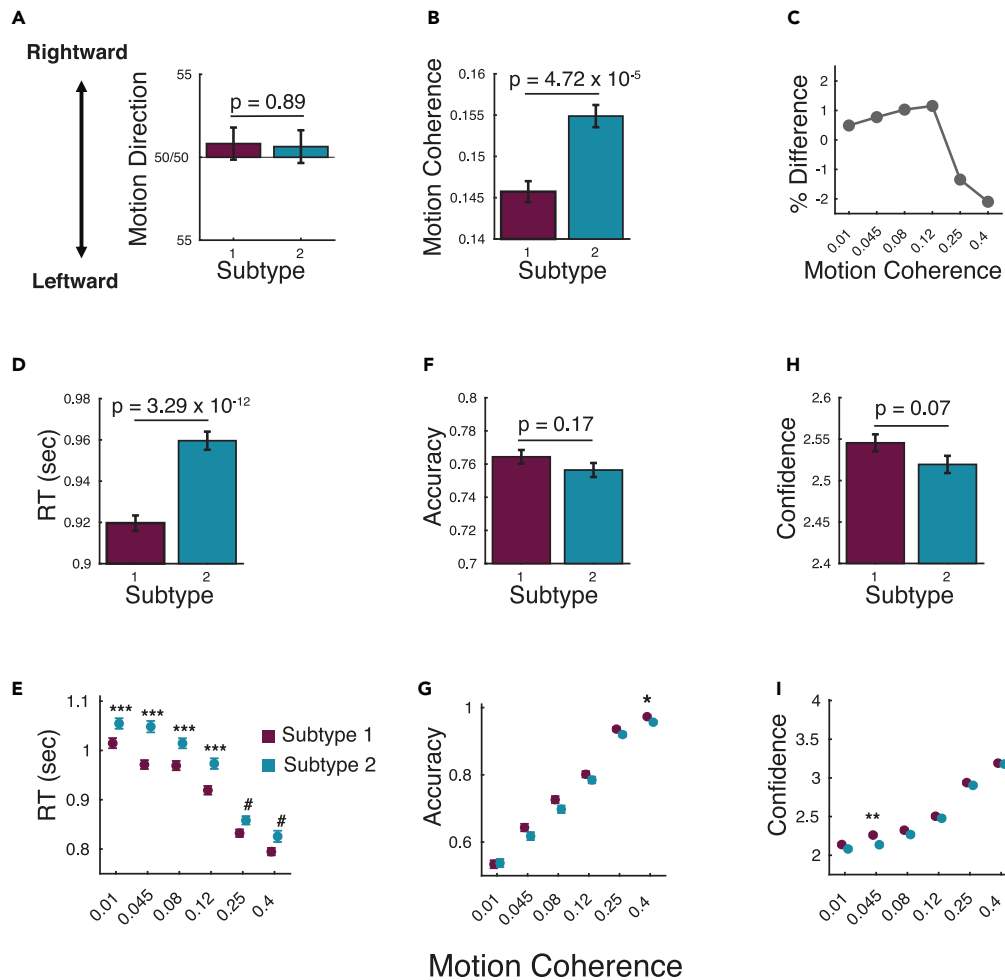 A
Rightward
Leftward
Motion Direction
55
50/50
55
p = 0.89
1 2
Subtype
B
Motion Coherence
0.16
0.155
0.15
0.145
0.14
p = 4.72 x 10-5
1 2
Subtype
C
% Difference
2
1
0
-1
-2
0.01 0.045 0.08 0.12 0.25 0.4
Motion Coherence
D
RT (sec)
0.98
0.96
0.94
0.92
0.9
p = 3.29 x 10-12
1 2
Subtype
F
Accuracy
0.8
0.78
0.76
0.74
0.72
0.7
p = 0.17
1 2
Subtype
H
Confidence
2.6
2.55
2.5
2.45
2.4
p = 0.07
1 2
Subtype
E
RT (sec)
1.1
1
0.9
0.8
*** *** *** *** # #
Subtype 1
Subtype 2
0.01 0.045 0.08 0.12 0.25 0.4
G
Accuracy
1
0.8
0.6
*
0.01 0.045 0.08 0.12 0.25 0.4
I
Confidence
4
3.5
3
2.5
2
**
0.01 0.045 0.08 0.12 0.25 0.4
Motion Coherence